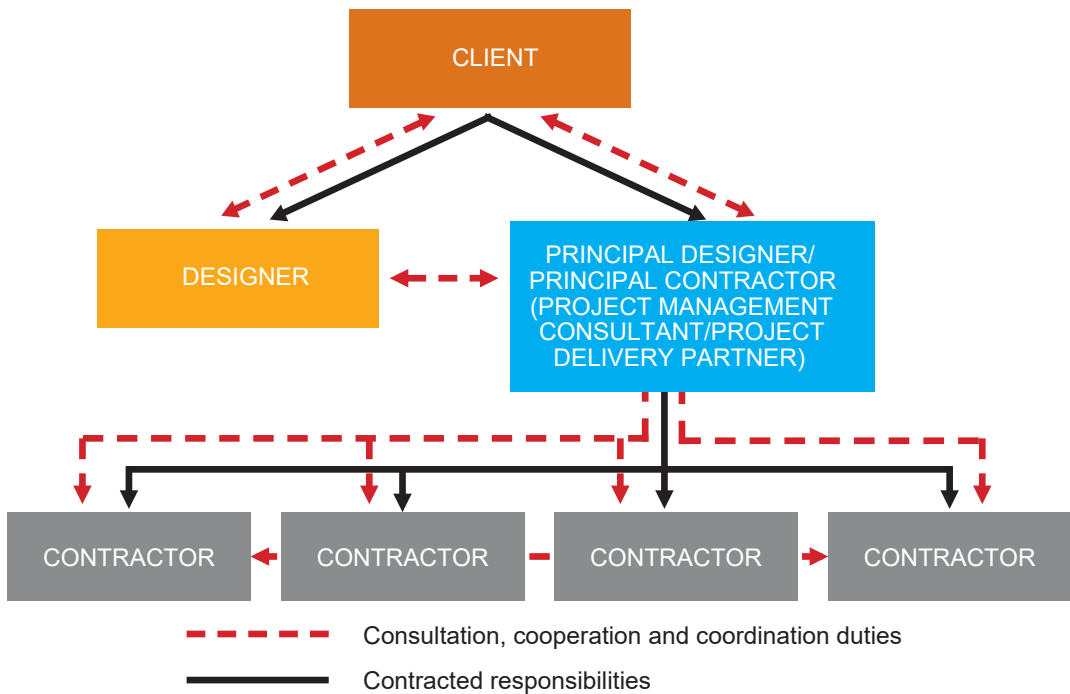 CLIENT
DESIGNER
PRINCIPAL DESIGNER/
PRINCIPAL CONTRACTOR
(PROJECT MANAGEMENT
CONSULTANT/PROJECT
DELIVERY PARTNER)
CONTRACTOR
CONTRACTOR
CONTRACTOR
CONTRACTOR
Consultation, cooperation and coordination duties
Contracted responsibilities